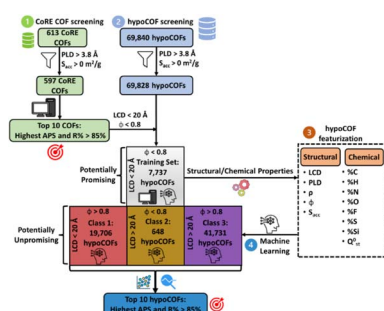 1 CoRE COF screening
613 CoRE
COFs
PLD > 3.8 Å
Sacc > 0 m²/g
597 CoRE
COFs
Top 10 COFs:
Highest APS and R% > 85%
2 hypoCOF screening
69,840 hypoCOFs
PLD > 3.8 Å
Sacc > 0 m²/g
69,828 hypoCOFs
LCD < 20 Å
ϕ < 0.8
Potentially
Promising
LCD < 20 Å
ϕ < 0.8
Training Set:
7,737
hypoCOFs
Structural/Chemical Properties
3
hypoCOF
featurization
Structural
• LCD
• PLD
• ρ
• ϕ
• Sacc
Chemical
• %C
• %H
• %N
• %O
• %F
• %S
• %Si
• Q⁰st
Potentially
Unpromising
LCD < 20 Å
ϕ > 0.8
Class 1:
19,706
hypoCOFs
LCD > 20 Å
ϕ < 0.8
Class 2:
648
hypoCOFs
LCD > 20 Å
ϕ > 0.8
Class 3:
41,731
hypoCOFs
4 Machine
Learning
Top 10 hypoCOFs:
Highest APS and R% > 85%